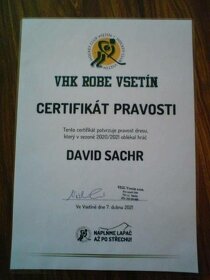 VHK ROBE VSETÍN
CERTIFIKÁT PRAVOSTI
Tento certifikát potvrzuje pravost dresu,
který v sezóně 2020/2021 oblékal hráč
DAVID SACHR
Ve Vsetíně dne 7. dubna 2021
NAPLŇME LAPAČ
AŽ PO STŘECHU!